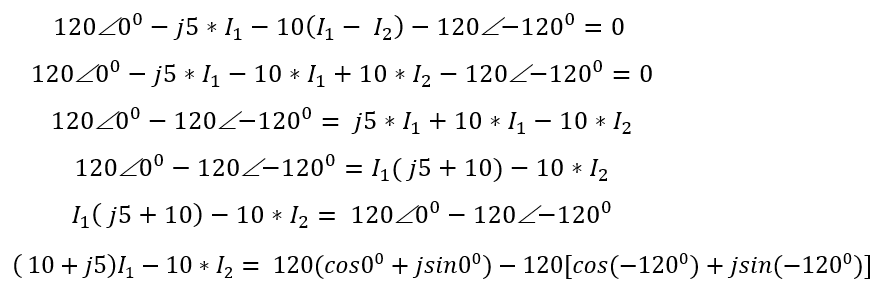 120∠0⁰ − j5 ∗ I₁ − 10(I₁ − I₂) − 120∠−120⁰ = 0
120∠0⁰ − j5 ∗ I₁ − 10 ∗ I₁ + 10 ∗ I₂ − 120∠−120⁰ = 0
120∠0⁰ − 120∠−120⁰ = j5 ∗ I₁ + 10 ∗ I₁ − 10 ∗ I₂
120∠0⁰ − 120∠−120⁰ = I₁( j5 + 10) − 10 ∗ I₂
I₁( j5 + 10) − 10 ∗ I₂ = 120∠0⁰ − 120∠−120⁰
( 10 + j5)I₁ − 10 ∗ I₂ = 120(cos0⁰ + jsin0⁰) − 120[cos(−120⁰) + jsin(−120⁰)]